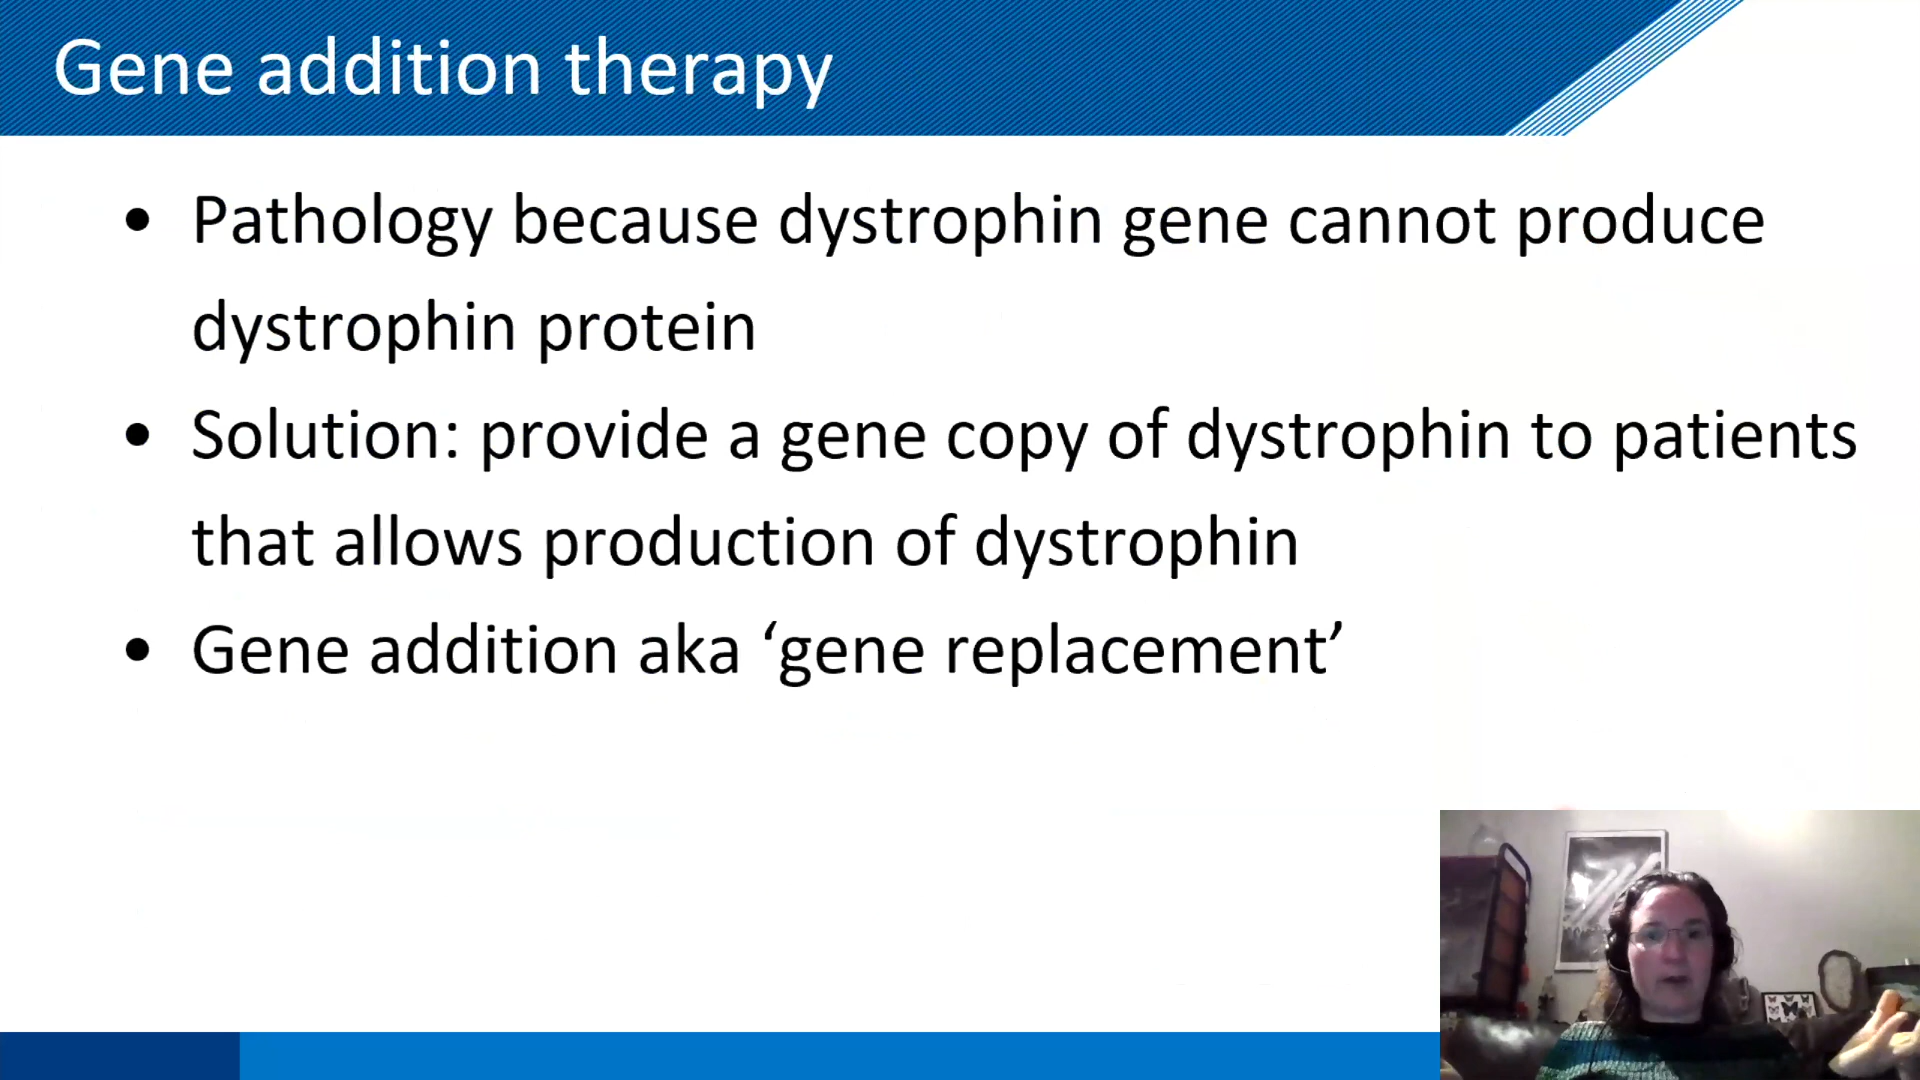 Gene addition therapy
• Pathology because dystrophin gene cannot produce
dystrophin protein
• Solution: provide a gene copy of dystrophin to patients
that allows production of dystrophin
• Gene addition aka ‘gene replacement’